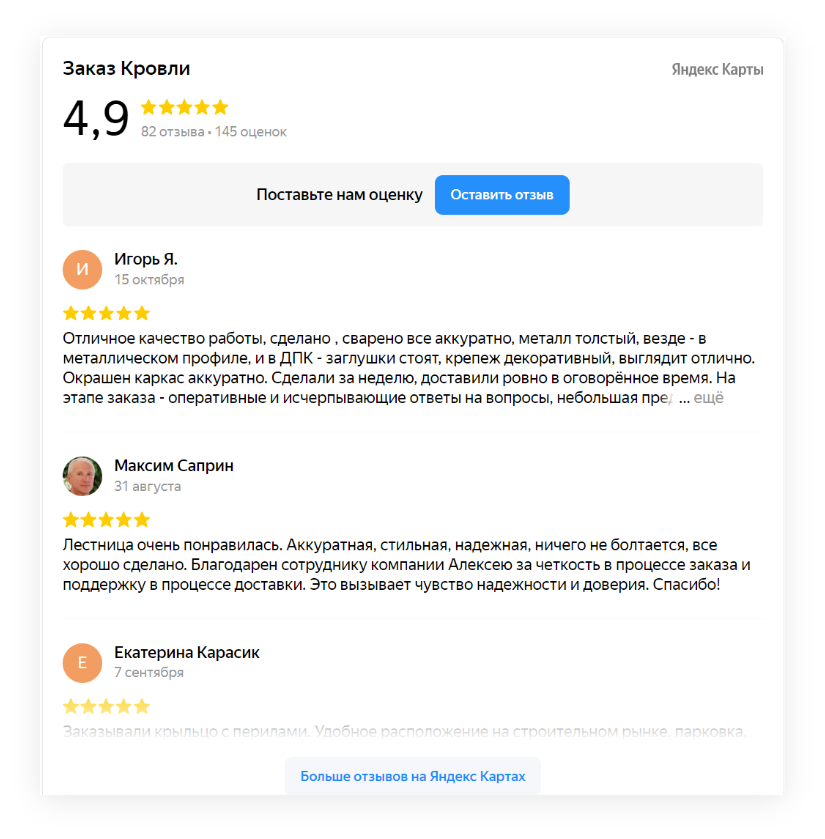 Заказ Кровли
Яндекс Карты
4,9
82 отзыва • 145 оценок
Поставьте нам оценку
Оставить отзыв
И
Игорь Я.
15 октября
Отличное качество работы, сделано , сварено все аккуратно, металл толстый, везде - в
металлическом профиле, и в ДПК - заглушки стоят, крепеж декоративный, выглядит отлично.
Окрашен каркас аккуратно. Сделали за неделю, доставили ровно в оговорённое время. На
этапе заказа - оперативные и исчерпывающие ответы на вопросы, небольшая пред ... ещё
Максим Саприн
31 августа
Лестница очень понравилась. Аккуратная, стильная, надежная, ничего не болтается, все
хорошо сделано. Благодарен сотруднику компании Алексею за четкость в процессе заказа и
поддержку в процессе доставки. Это вызывает чувство надежности и доверия. Спасибо!
Е
Екатерина Карасик
7 сентября
Заказывали крыльцо с перилами. Удобное расположение на строительном рынке, парковка.
Больше отзывов на Яндекс Картах